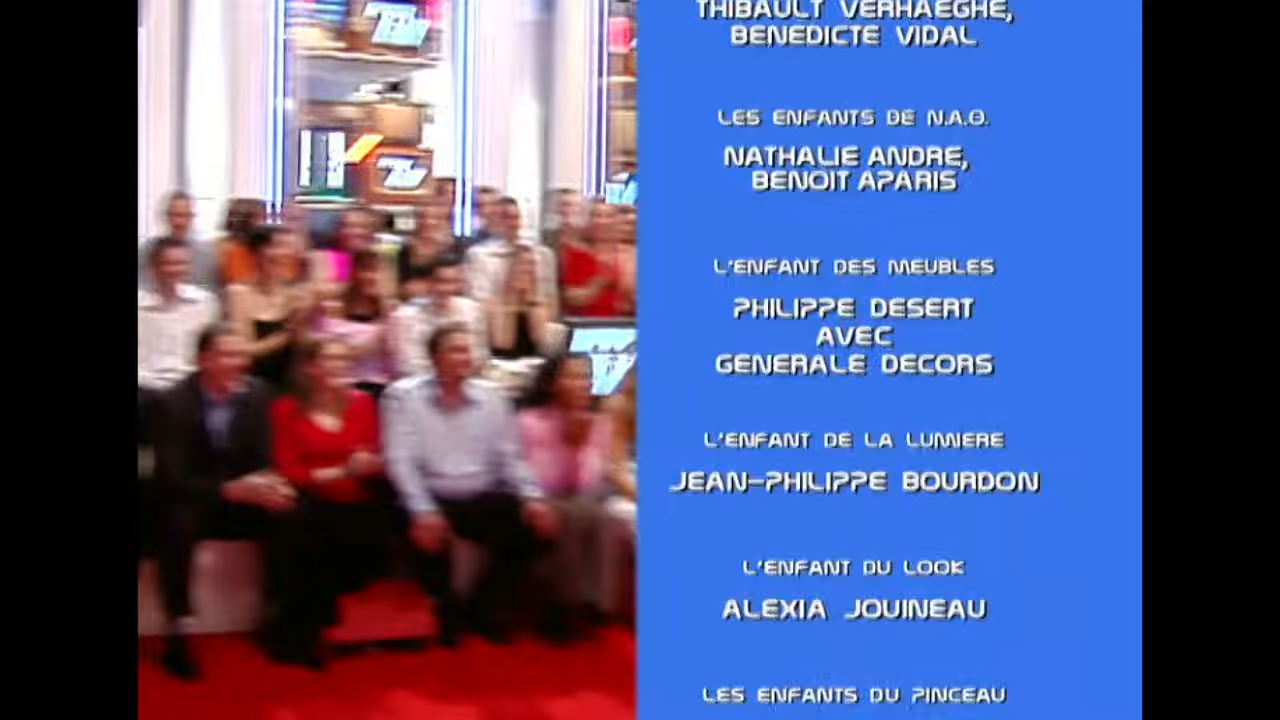 THIBAULT VERHAEGHE,
BENEDICTE VIDAL
LES ENFANTS DE N.A.O.
NATHALIE ANDRE,
BENOIT APARIS
L'ENFANT DES MEUBLES
PHILIPPE DESERT
AVEC
GENERALE DECORS
L'ENFANT DE LA LUMIERE
JEAN-PHILIPPE BOURDON
L'ENFANT DU LOOK
ALEXIA JOUINEAU
LES ENFANTS DU PINCEAU